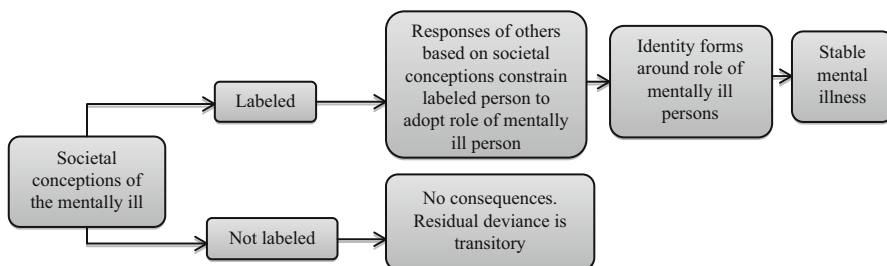 Societal
conceptions of
the mentally ill
Labeled
Responses of others
based on societal
conceptions constrain
labeled person to
adopt role of mentally
ill person
Identity forms
around role of
mentally ill
persons
Stable
mental
illness
Not labeled
No consequences.
Residual deviance is
transitory